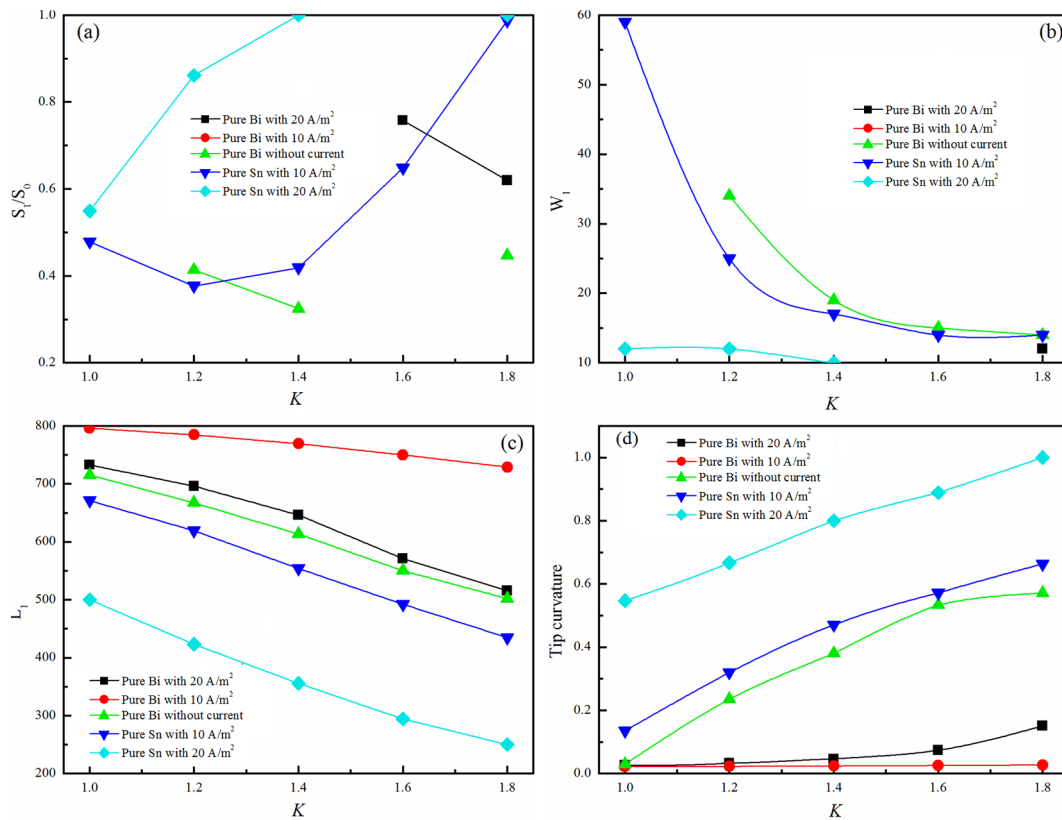 (a)
1.0
0.8
0.6
0.4
0.2
S₁/S₀
Pure Bi with 20 A/m²
Pure Bi with 10 A/m²
Pure Bi without current
Pure Sn with 10 A/m²
Pure Sn with 20 A/m²
1.0 1.2 1.4 1.6 1.8
K
(b)
60
50
40
30
20
10
W₁
Pure Bi with 20 A/m²
Pure Bi with 10 A/m²
Pure Bi without current
Pure Sn with 10 A/m²
Pure Sn with 20 A/m²
1.0 1.2 1.4 1.6 1.8
K
(c)
800
700
600
500
400
300
200
L₁
Pure Bi with 20 A/m²
Pure Bi with 10 A/m²
Pure Bi without current
Pure Sn with 10 A/m²
Pure Sn with 20 A/m²
1.0 1.2 1.4 1.6 1.8
K
(d)
1.0
0.8
0.6
0.4
0.2
0.0
Tip curvature
Pure Bi with 20 A/m²
Pure Bi with 10 A/m²
Pure Bi without current
Pure Sn with 10 A/m²
Pure Sn with 20 A/m²
1.0 1.2 1.4 1.6 1.8
K